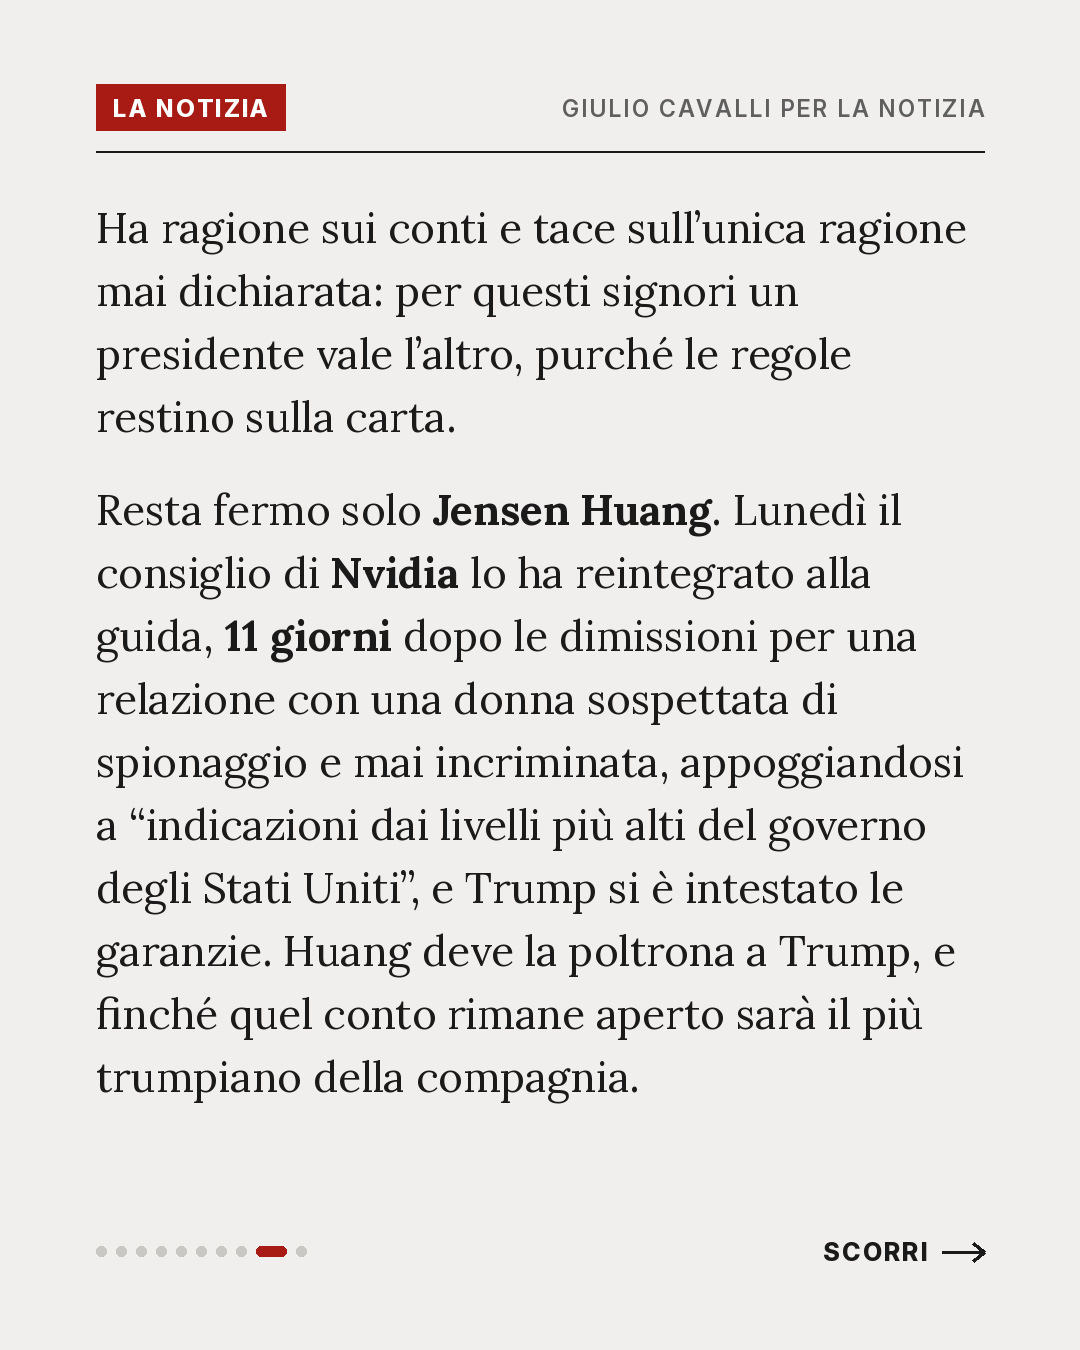 LA NOTIZIA
GIULIO CAVALLI PER LA NOTIZIA
Ha ragione sui conti e tace sull’unica ragione
mai dichiarata: per questi signori un
presidente vale l’altro, purché le regole
restino sulla carta.
Resta fermo solo Jensen Huang. Lunedì il
consiglio di Nvidia lo ha reintegrato alla
guida, 11 giorni dopo le dimissioni per una
relazione con una donna sospettata di
spionaggio e mai incriminata, appoggiandosi
a “indicazioni dai livelli più alti del governo
degli Stati Uniti”, e Trump si è intestato le
garanzie. Huang deve la poltrona a Trump, e
finché quel conto rimane aperto sarà il più
trumpiano della compagnia.
SCORRI